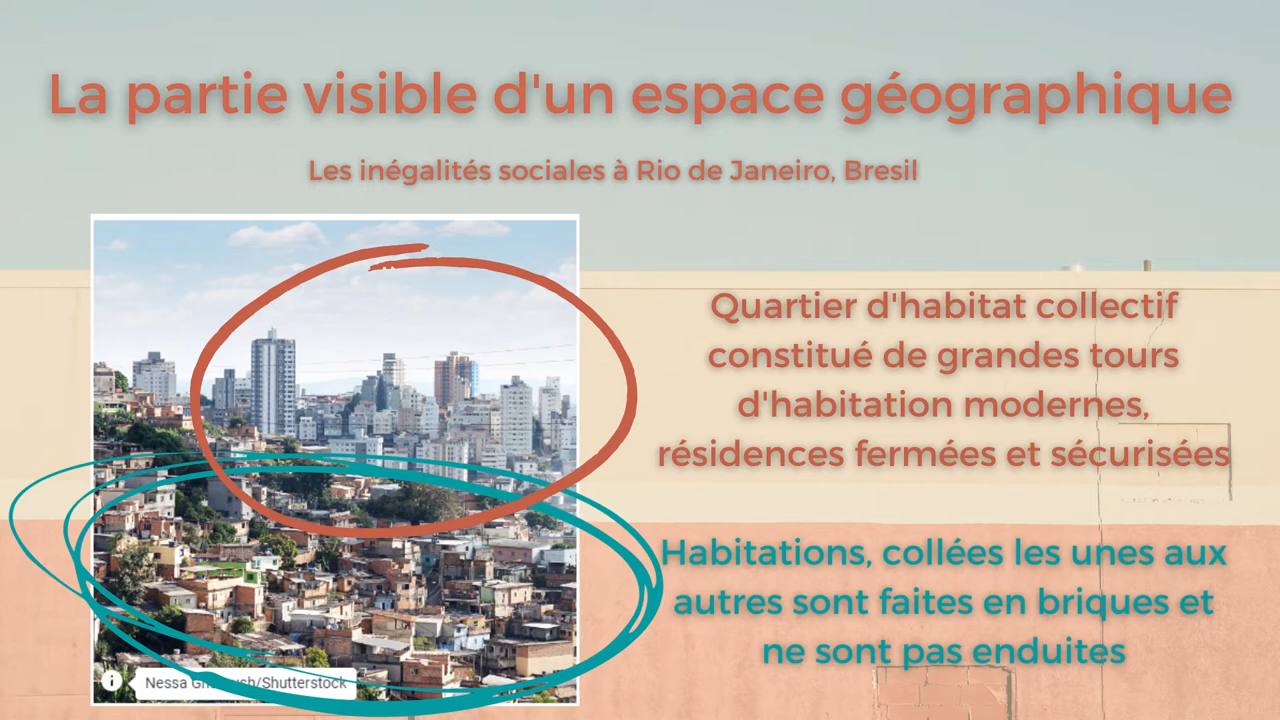 La partie visible d'un espace géographique
Les inégalités sociales à Rio de Janeiro, Bresil
Quartier d'habitat collectif
constitué de grandes tours
d'habitation modernes,
résidences fermées et sécurisées
Habitations, collées les unes aux
autres sont faites en briques et
ne sont pas enduites
Nessa /Shutterstock